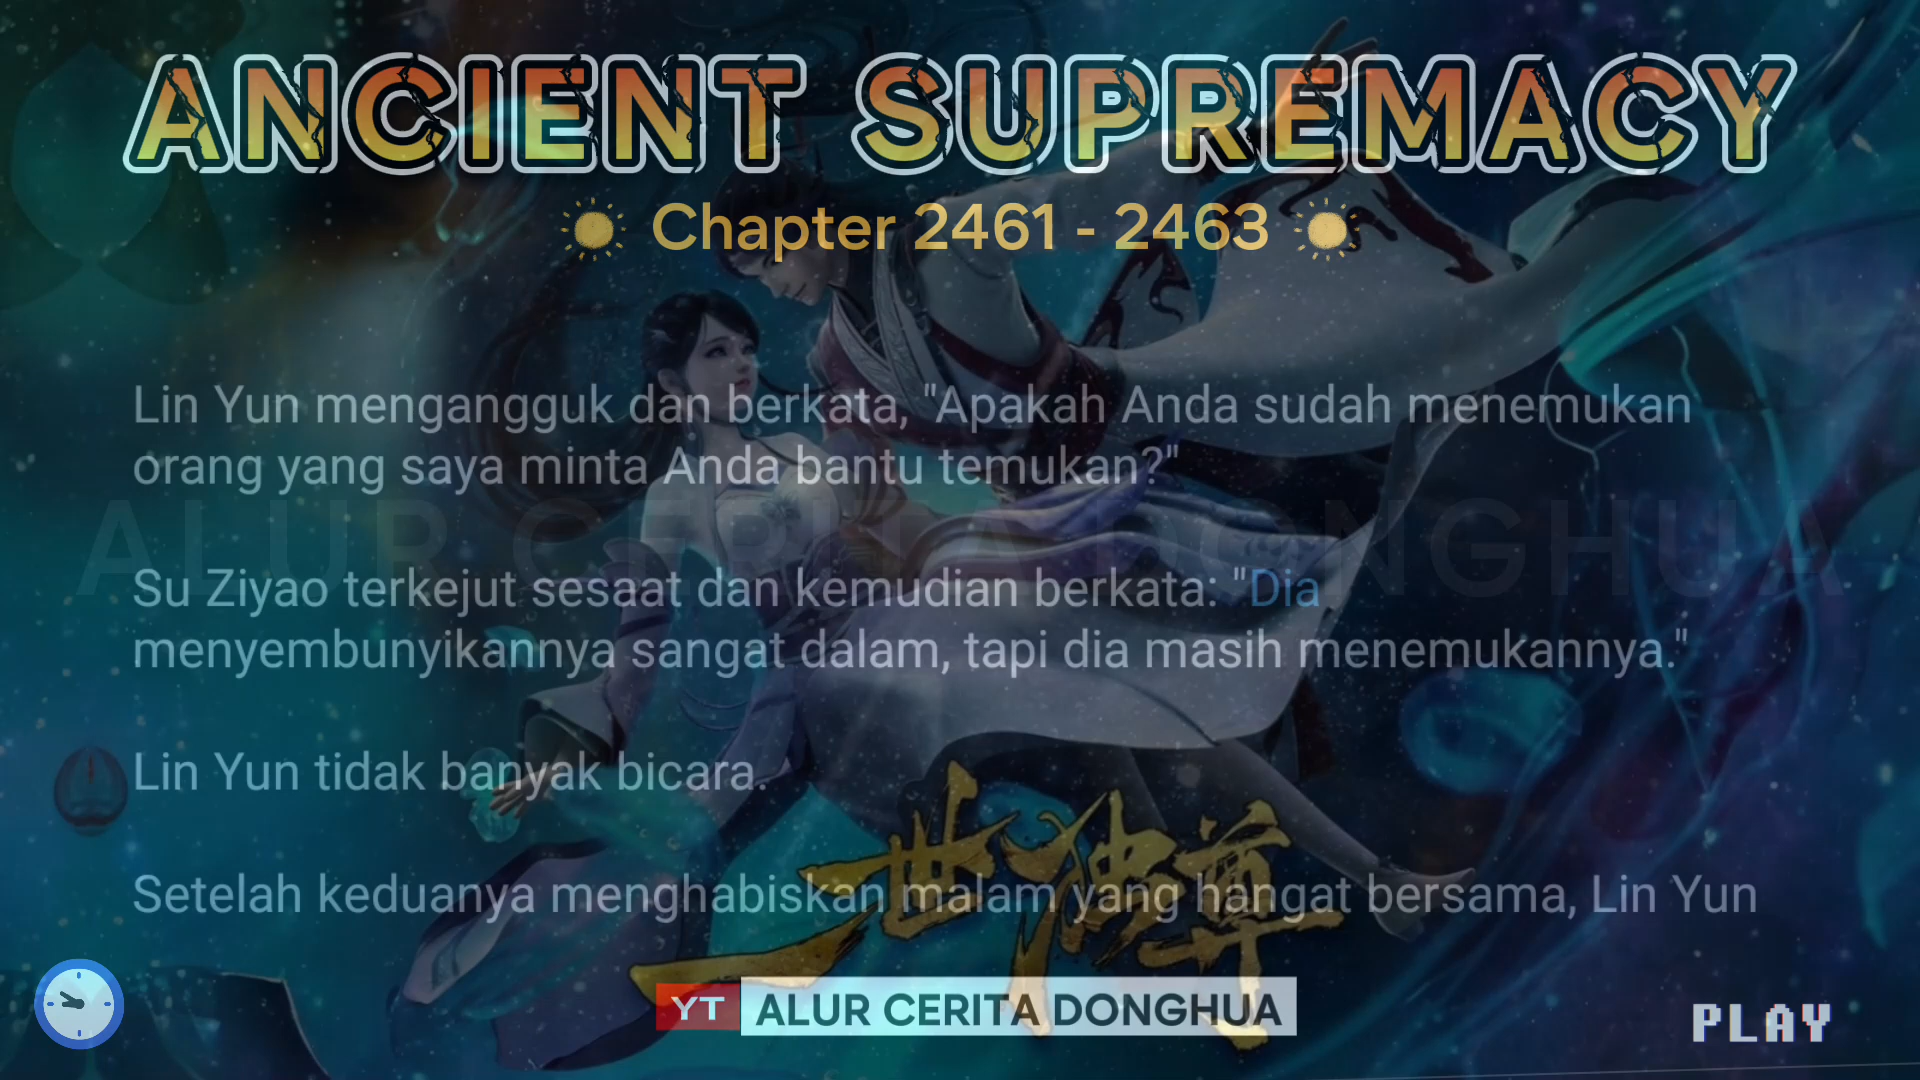 ANCIENT SUPREMACY
Chapter 2461 - 2463
Lin Yun mengangguk dan berkata, "Apakah Anda sudah menemukan
orang yang saya minta Anda bantu temukan?"
ALUR CERITA DONGHUA
Su Ziyao terkejut sesaat dan kemudian berkata: "Dia
menyembunyikannya sangat dalam, tapi dia masih menemukannya."
Lin Yun tidak banyak bicara.
一世独尊
Setelah keduanya menghabiskan malam yang hangat bersama, Lin Yun
YT ALUR CERITA DONGHUA
PLAY